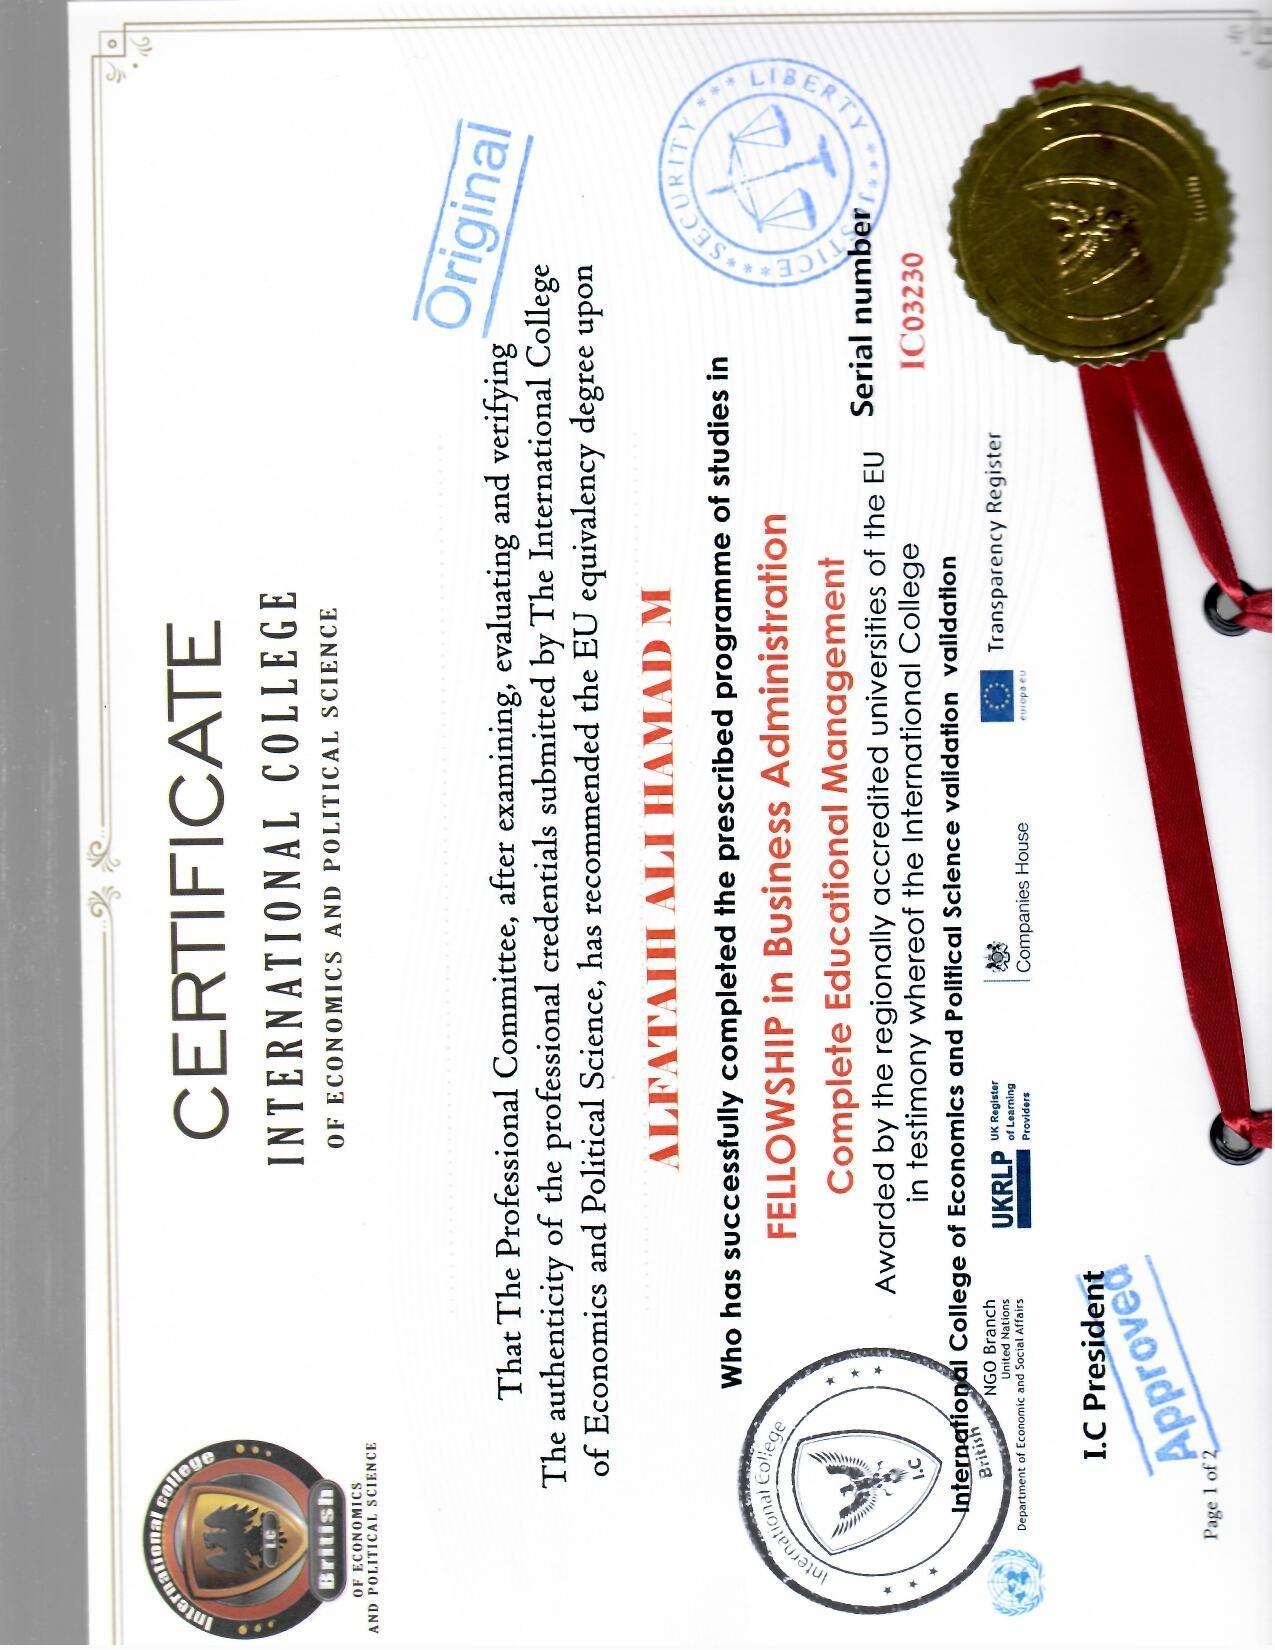 International college
I.C
British
OF ECONOMICS
AND POLITICAL SCIENCE
CERTIFICATE
INTERNATIONAL COLLEGE
OF ECONOMICS AND POLITICAL SCIENCE
Original
That The Professional Committee, after examining, evaluating and verifying
The authenticity of the professional credentials submitted by The International College
of Economics and Political Science, has recommended the EU equivalency degree upon
ALFATAIH ALI HAMAD M
Who has successfully completed the prescribed programme of studies in
FELLOWSHIP in Business Administration
Complete Educational Management
Awarded by the regionally accredited universities of the EU
in testimony whereof the International College
SECURITY *** LIBERTY *** JUSTICE ***
Serial number
IC03230
International College
I.C
British
International College of Economics and Political Science validation validation
NGO Branch
United Nations
Department of Economic and Social Affairs
UKRLP
UK Register
of Learning
Providers
Companies House
europa eu
Transparency Register
I.C President
Approved
Page 1 of 2